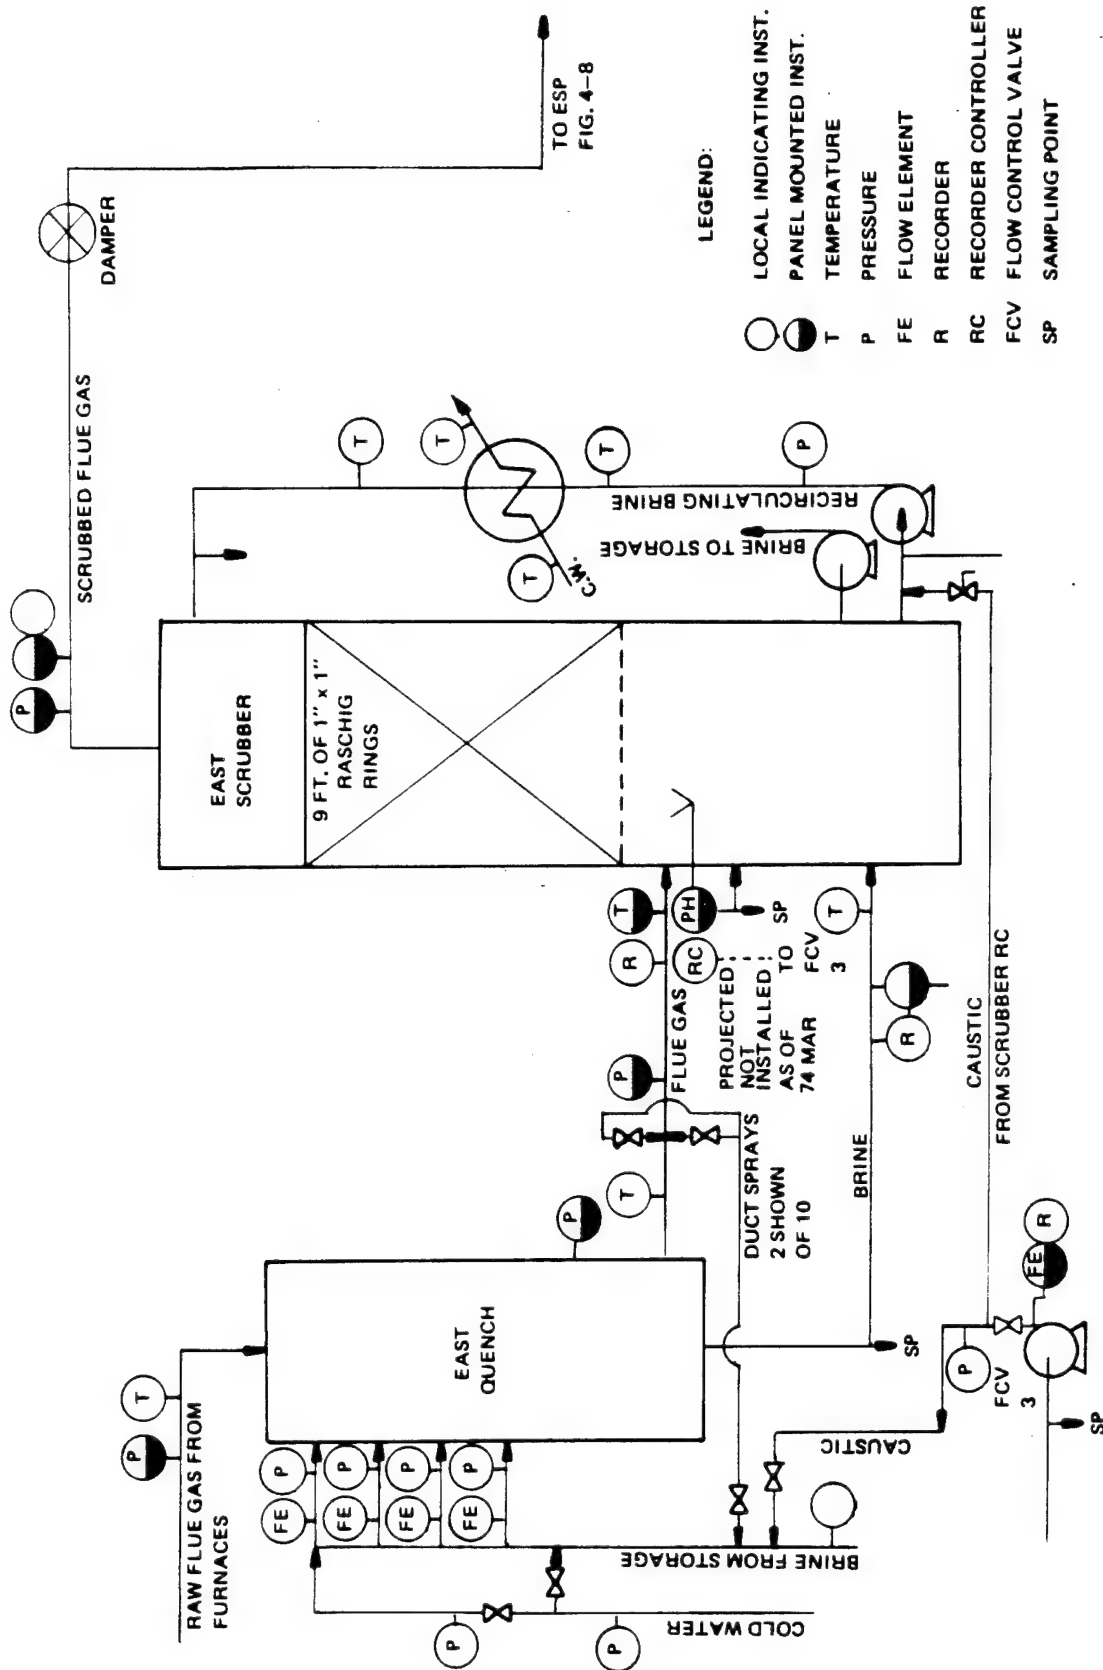 RAW FLUE GAS FROM
FURNACES
P
T
EAST
QUENCH
FE
P
FE
P
FE
P
FE
P
P
P
P
COLD WATER
BRINE FROM STORAGE
CAUSTIC
SP
SP
P
FCV
3
FE
R
T
DUCT SPRAYS
2 SHOWN
OF 10
P
FLUE GAS
R
T
RC
PH
SP
PROJECTED
NOT
INSTALLED
AS OF
74 MAR
TO
FCV
3
BRINE
R
T
CAUSTIC
FROM SCRUBBER RC
EAST
SCRUBBER
9 FT. OF 1" x 1"
RASCHIG
RINGS
P
SCRUBBED FLUE GAS
DAMPER
TO ESP
FIG. 4-8
T
T
T
T
C.W.
P
RECIRCULATING BRINE
BRINE TO STORAGE
LEGEND:
LOCAL INDICATING INST.
PANEL MOUNTED INST.
T TEMPERATURE
P PRESSURE
FE FLOW ELEMENT
R RECORDER
RC RECORDER CONTROLLER
FCV FLOW CONTROL VALVE
SP SAMPLING POINT